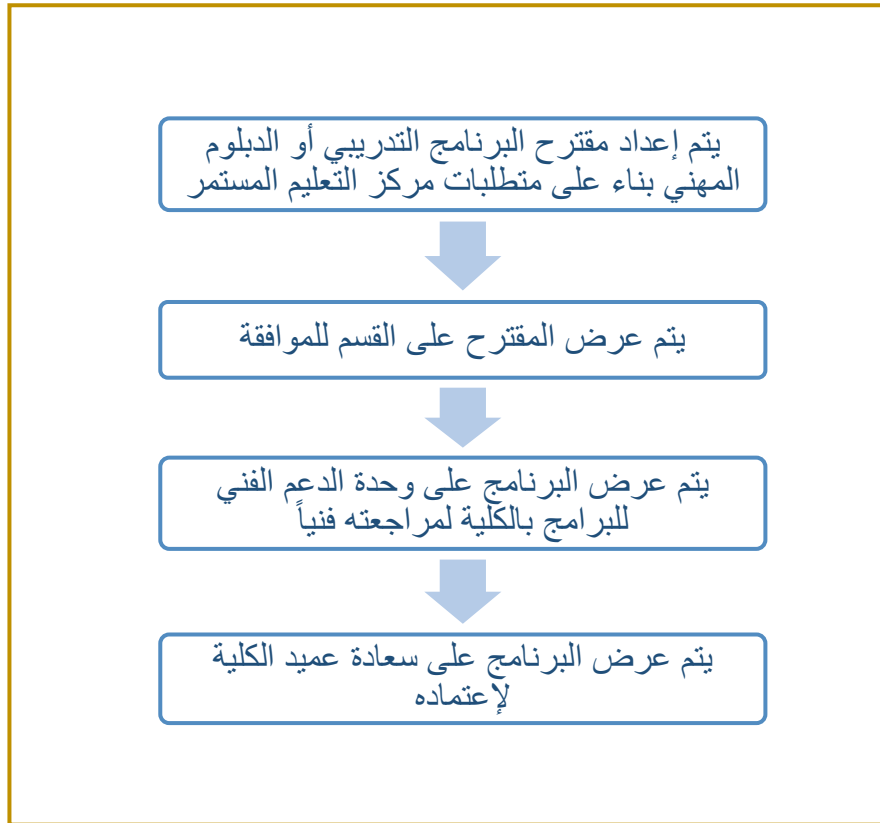 يتم إعداد مقترح البرنامج التدريبي أو الدبلوم
المهني بناء على متطلبات مركز التعليم المستمر
يتم عرض المقترح على القسم للموافقة
يتم عرض البرنامج على وحدة الدعم الفني
للبرامج بالكلية لمراجعته فنياً
يتم عرض البرنامج على سعادة عميد الكلية
لإعتماده